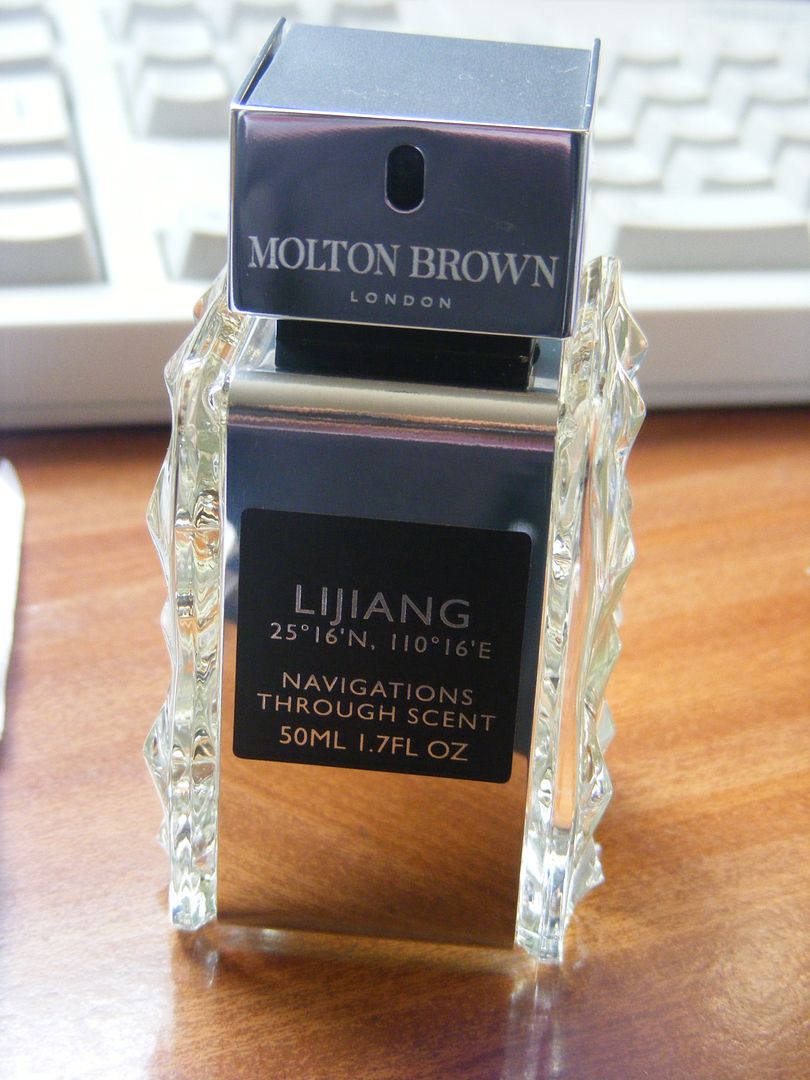 MOLTON BROWN
LONDON
LIJIANG
25°16'N, 110°16'E
NAVIGATIONS
THROUGH SCENT
50ML 1.7FL OZ